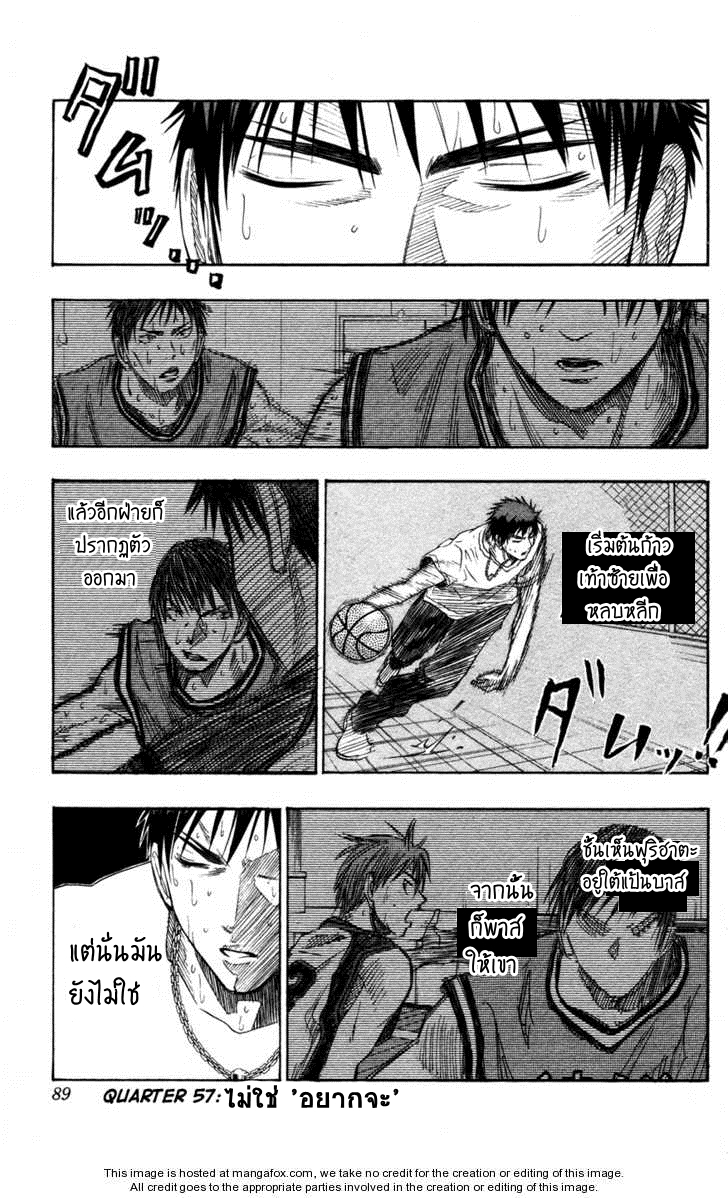 ダムッ...
เริ่มต้นก้าว
เท้าซ้ายเพื่อ
หลบหลีก
แล้วอีกฝ่ายก็
ปรากฏตัว
ออกมา
ダムッ!!
ชั้นเห็นฟุริฮาตะ
อยู่ใต้แป้นบาส
จากนั้น
ก็พาส
ให้เขา
แต่นั่นมัน
ยังไม่ใช่
89 QUARTER 57: ไม่ใช่ 'อยากจะ'
This image is hosted at mangafox.com, we take no credit for the creation or editing of this image.
All credit goes to the appropriate parties involved in the creation or editing of this image.